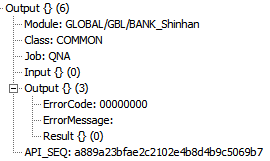 Output {} (6)
Module: GLOBAL/GBL/BANK_Shinhan
Class: COMMON
Job: QNA
Input {} (0)
Output {} (3)
ErrorCode: 00000000
ErrorMessage:
Result {} (0)
API_SEQ: a889a23bfae2c2102e4b8d4b9c5069b7